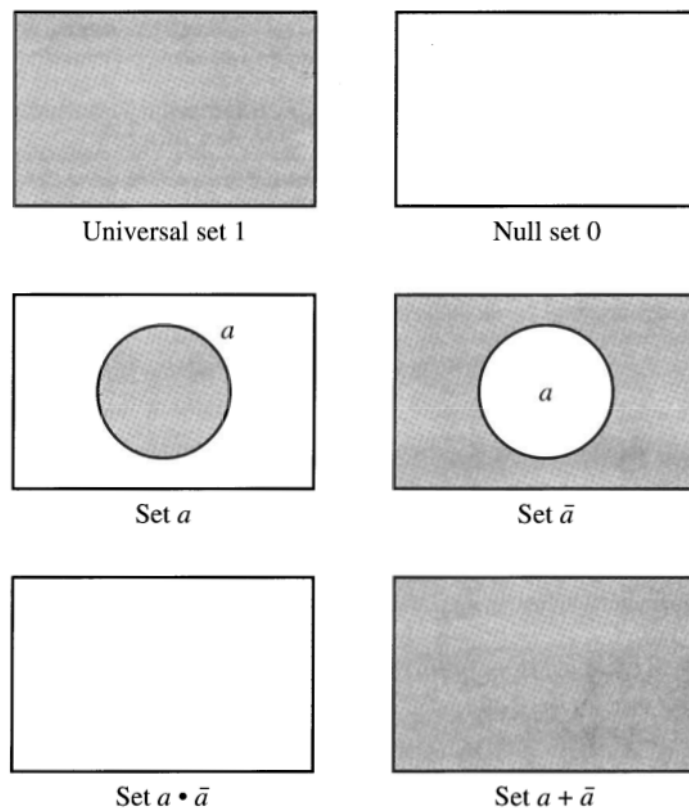 Universal set 1
Null set 0
a
a
Set a
Set ā
Set a • ā
Set a + ā